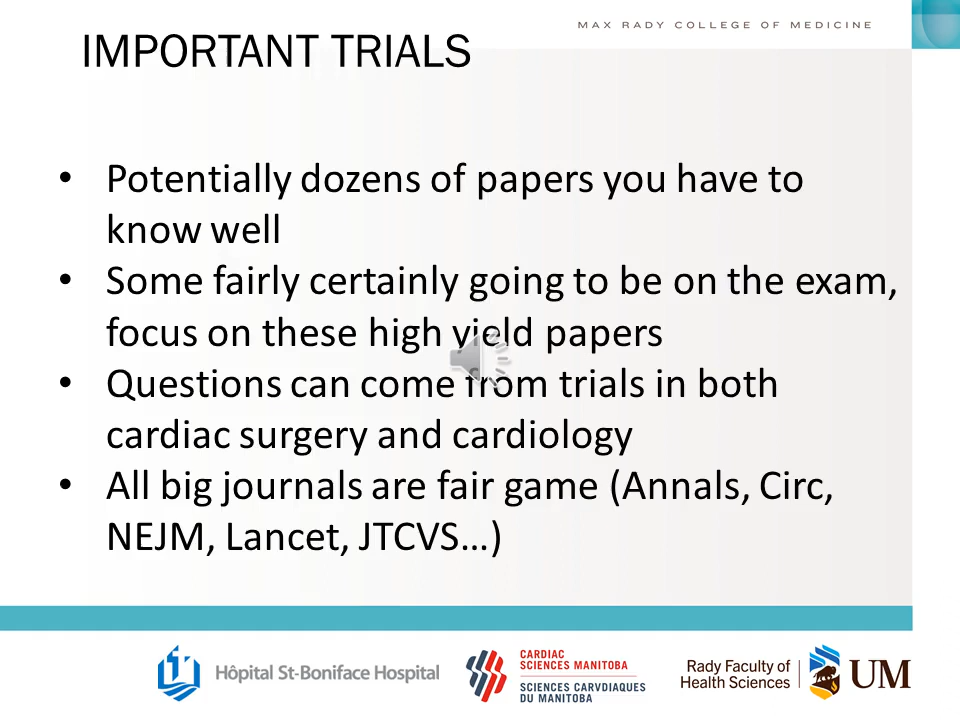 MAX RADY COLLEGE OF MEDICINE
IMPORTANT TRIALS
• Potentially dozens of papers you have to
know well
• Some fairly certainly going to be on the exam,
focus on these high yield papers
• Questions can come from trials in both
cardiac surgery and cardiology
• All big journals are fair game (Annals, Circ,
NEJM, Lancet, JTCVS…)
Hôpital St-Boniface Hospital
CARDIAC
SCIENCES MANITOBA
SCIENCES CARVDIAQUES
DU MANITOBA
Rady Faculty of
Health Sciences
UM